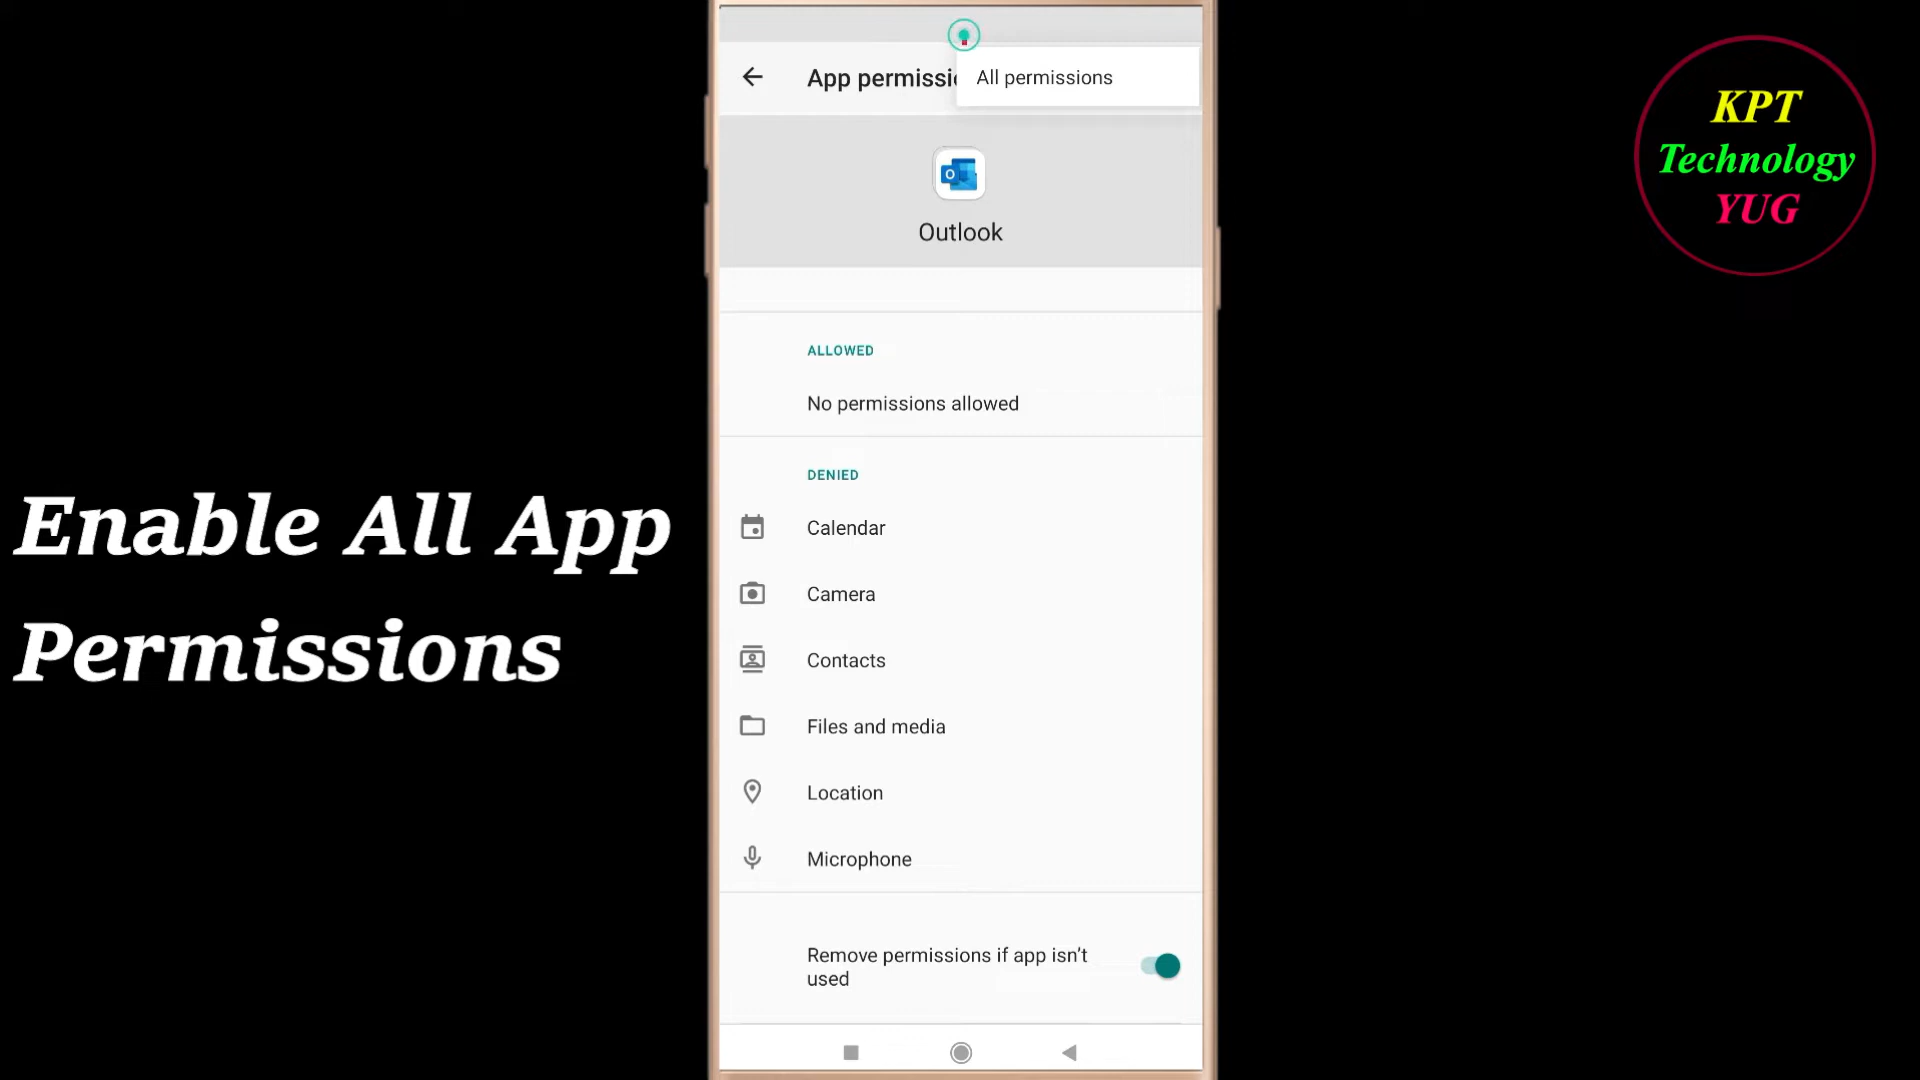 App permissi
All permissions
Outlook
ALLOWED
No permissions allowed
DENIED
Calendar
Camera
Contacts
Files and media
Location
Microphone
Remove permissions if app isn't
used
Enable All App
Permissions
KPT
Technology
YUG